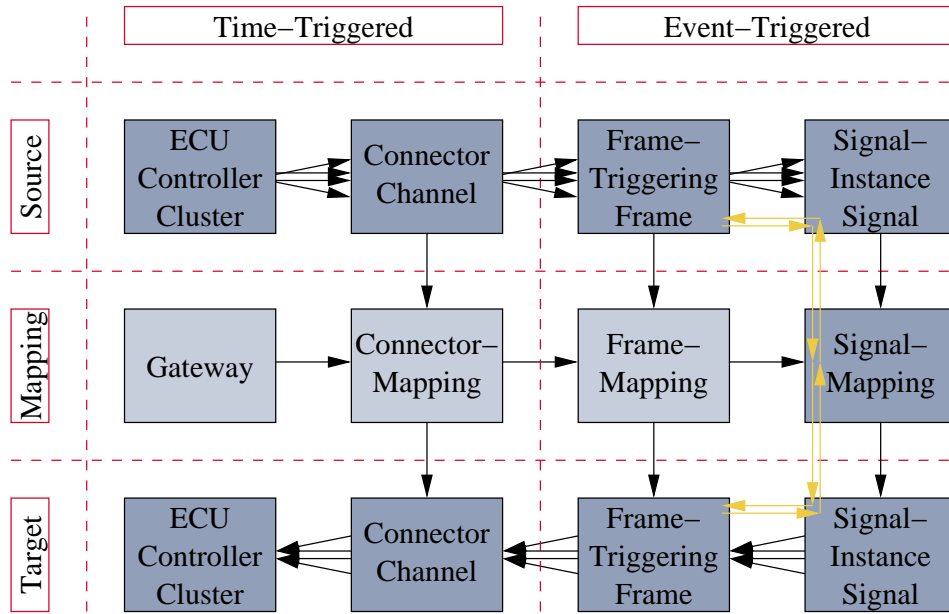 Time–Triggered
Event–Triggered
Source
ECU
Controller
Cluster
Connector
Channel
Frame–
Triggering
Frame
Signal–
Instance
Signal
Mapping
Gateway
Connector–
Mapping
Frame–
Mapping
Signal–
Mapping
Target
ECU
Controller
Cluster
Connector
Channel
Frame–
Triggering
Frame
Signal–
Instance
Signal